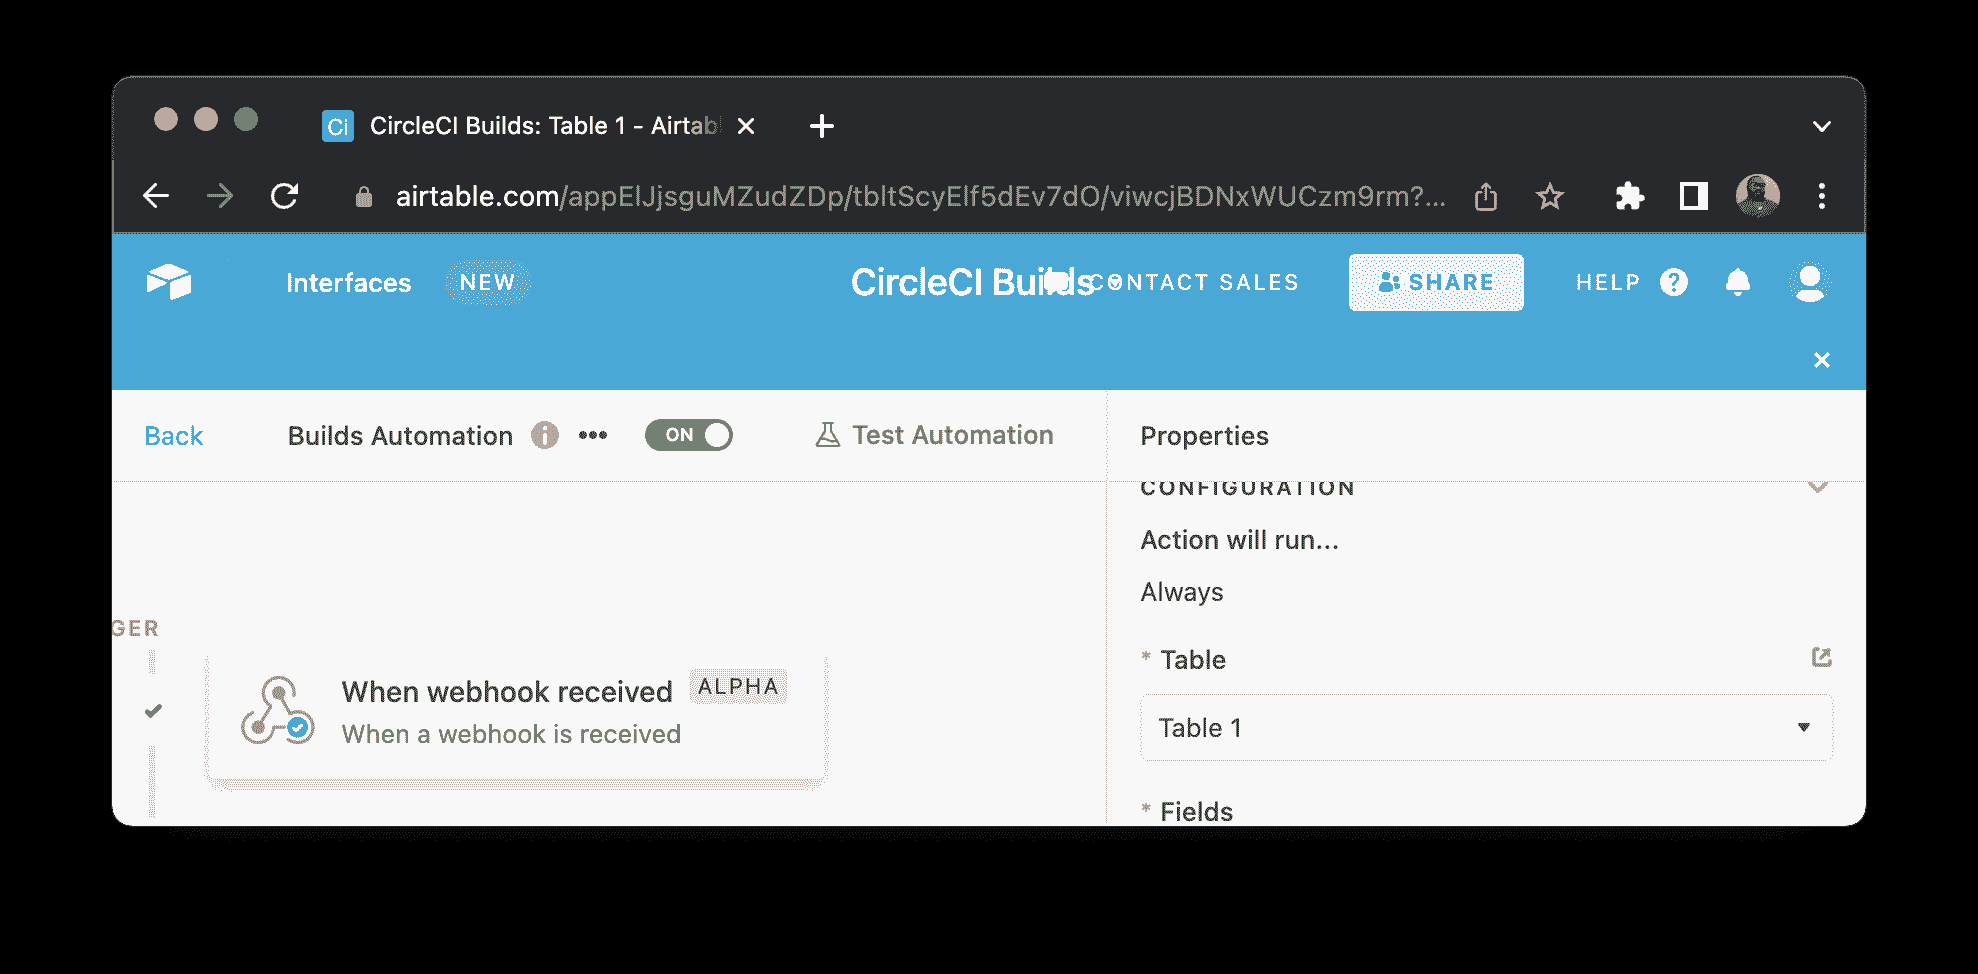 Ci CircleCI Builds: Table 1 - Airtab
airtable.com/appElJjsguMZudZDp/tbltScyElf5dEv7dO/viwcjBDNxWUCzm9rm?...
Interfaces NEW CircleCI Builds CONTACT SALES SHARE HELP ?
Back Builds Automation ON Test Automation Properties
CONFIGURATION
Action will run...
Always
GER
* Table
When webhook received ALPHA
When a webhook is received
Table 1
* Fields